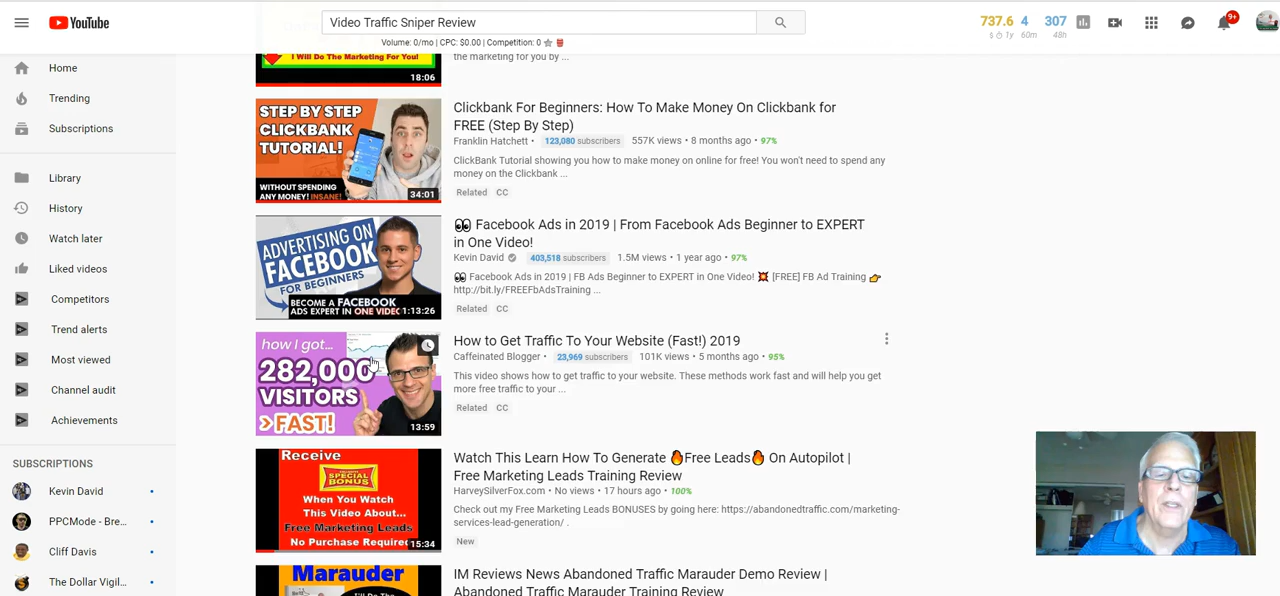 YouTube
Video Traffic Sniper Review
Volume: 0/mo | CPC: $0.00 | Competition: 0
737.6 4 307
$ 1y 60m 48h
9+
Home
Trending
Subscriptions
Library
History
Watch later
Liked videos
Competitors
Trend alerts
Most viewed
Channel audit
Achievements
SUBSCRIPTIONS
Kevin David
PPCMode - Bre...
Cliff Davis
The Dollar Vigil...
I Will Do The Marketing For You!
18:06
the marketing for you by ...
STEP BY STEP
CLICKBANK
TUTORIAL!
WITHOUT SPENDING
ANY MONEY! INSANE!
34:01
Clickbank For Beginners: How To Make Money On Clickbank for
FREE (Step By Step)
Franklin Hatchett • 123,080 subscribers 557K views • 8 months ago • 97%
ClickBank Tutorial showing you how to make money on online for free! You won't need to spend any
money on the Clickbank ...
Related CC
ADVERTISING ON
FACEBOOK
FOR BEGINNERS
BECOME A FACEBOOK
ADS EXPERT IN ONE VIDEO
1:13:26
👀 Facebook Ads in 2019 | From Facebook Ads Beginner to EXPERT
in One Video!
Kevin David 403,518 subscribers 1.5M views • 1 year ago • 97%
👀 Facebook Ads in 2019 | FB Ads Beginner to EXPERT in One Video! 💥 [FREE] FB Ad Training 👉
http://bit.ly/FREEFbAdsTraining ...
Related CC
how I got...
282,000
VISITORS
> FAST!
13:59
How to Get Traffic To Your Website (Fast!) 2019
Caffeinated Blogger • 23,969 subscribers 101K views • 5 months ago • 95%
This video shows how to get traffic to your website. These methods work fast and will help you get
more free traffic to your ...
Related CC
Receive
SPECIAL
BONUS
When You Watch
This Video About...
Free Marketing Leads
No Purchase Required
15:34
Watch This Learn How To Generate 🔥Free Leads🔥 On Autopilot |
Free Marketing Leads Training Review
HarveySilverFox.com • No views • 17 hours ago • 100%
Check out my Free Marketing Leads BONUSES by going here: https://abandonedtraffic.com/marketing-
services-lead-generation/ .
New
Marauder
IM Reviews News Abandoned Traffic Marauder Demo Review |
Abandoned Traffic Marauder Training Review